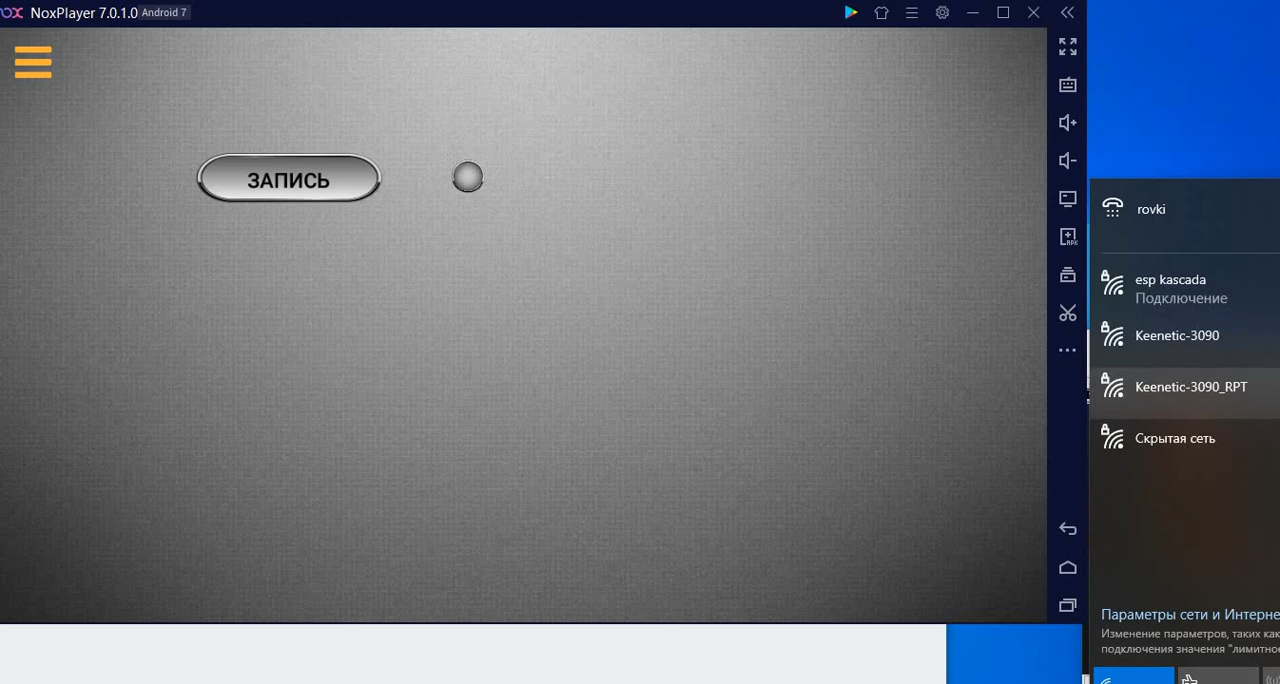 NoxPlayer 7.0.1.0 Android 7
ЗАПИСЬ
rovki
esp kascada
Подключение
Keenetic-3090
Keenetic-3090_RPT
Скрытая сеть
Параметры сети и Интерне
Изменение параметров, таких как
подключения значения "лимитное